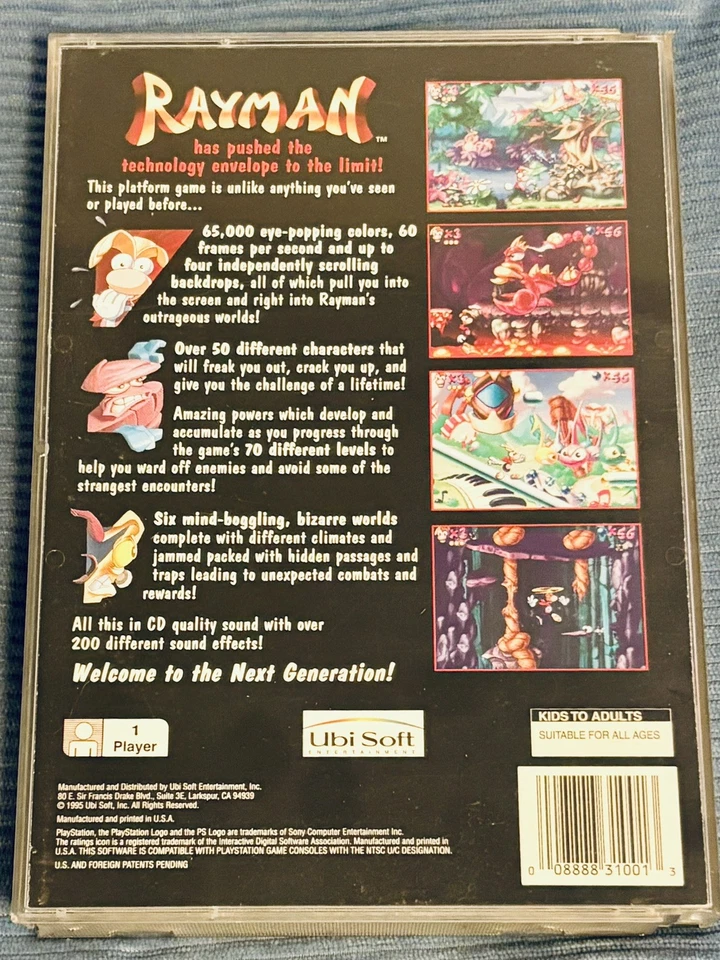 RAYMAN™
has pushed the
technology envelope to the limit!
This platform game is unlike anything you've seen
or played before...
65,000 eye-popping colors, 60
frames per second and up to
four independently scrolling
backdrops, all of which pull you into
the screen and right into Rayman's
outrageous worlds!
Over 50 different characters that
will freak you out, crack you up, and
give you the challenge of a lifetime!
Amazing powers which develop and
accumulate as you progress through
the game's 70 different levels to
help you ward off enemies and avoid some of the
strangest encounters!
Six mind-boggling, bizarre worlds
complete with different climates and
jammed packed with hidden passages and
traps leading to unexpected combats and
rewards!
All this in CD quality sound with over
200 different sound effects!
Welcome to the Next Generation!
x3
x56
1
Player
Ubi Soft
ENTERTAINMENT
KIDS TO ADULTS
SUITABLE FOR ALL AGES
Manufactured and Distributed by Ubi Soft Entertainment, Inc.
80 E. Sir Francis Drake Blvd., Suite 3E, Larkspur, CA 94939
© 1995 Ubi Soft, Inc. All Rights Reserved.
Manufactured and printed in U.S.A.
PlayStation, the PlayStation Logo and the PS Logo are trademarks of Sony Computer Entertainment Inc.
The ratings icon is a registered trademark of the Interactive Digital Software Association. Manufactured and printed in
U.S.A. THIS SOFTWARE IS COMPATIBLE WITH PLAYSTATION GAME CONSOLES WITH THE NTSC U/C DESIGNATION.
U.S. AND FOREIGN PATENTS PENDING
0 08888 31001 3